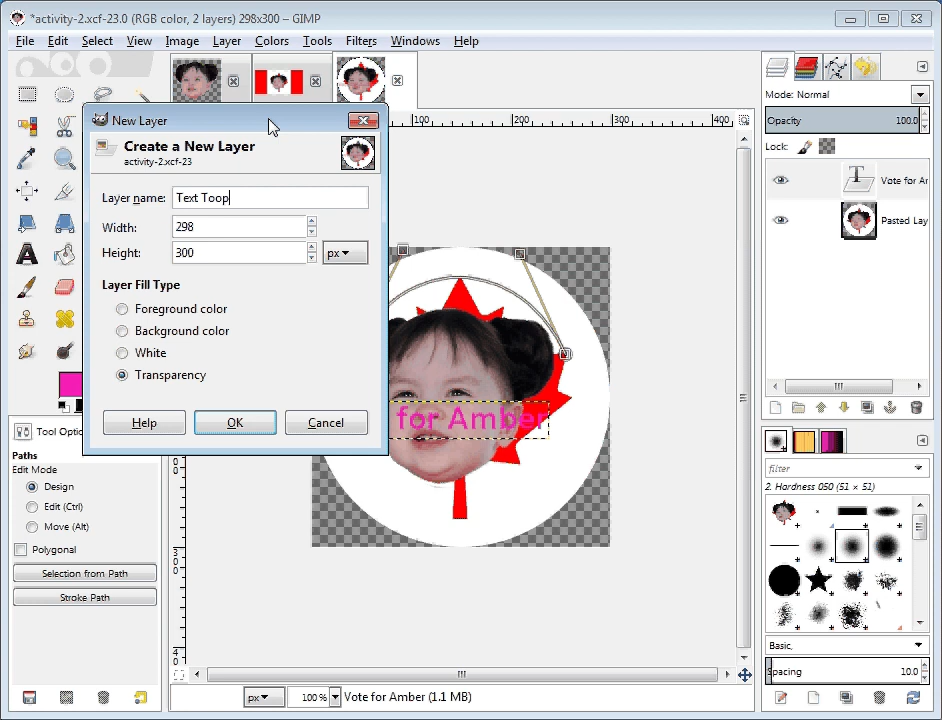 *activity-2.xcf-23.0 (RGB color, 2 layers) 298x300 – GIMP
File Edit Select View Image Layer Colors Tools Filters Windows Help
New Layer
Create a New Layer
activity-2.xcf-23
Layer name: Text Toop
Width: 298
Height: 300 px
Layer Fill Type
Foreground color
Background color
White
Transparency
Help OK Cancel
100 200 300 400
for Amber
Tool Optio
Paths
Edit Mode
Design
Edit (Ctrl)
Move (Alt)
Polygonal
Selection from Path
Stroke Path
px 100 % Vote for Amber (1.1 MB)
Mode: Normal
Opacity 100.0
Lock:
Vote for Ar
Pasted Layo
filter
2. Hardness 050 (51 × 51)
Basic,
Spacing 10.0